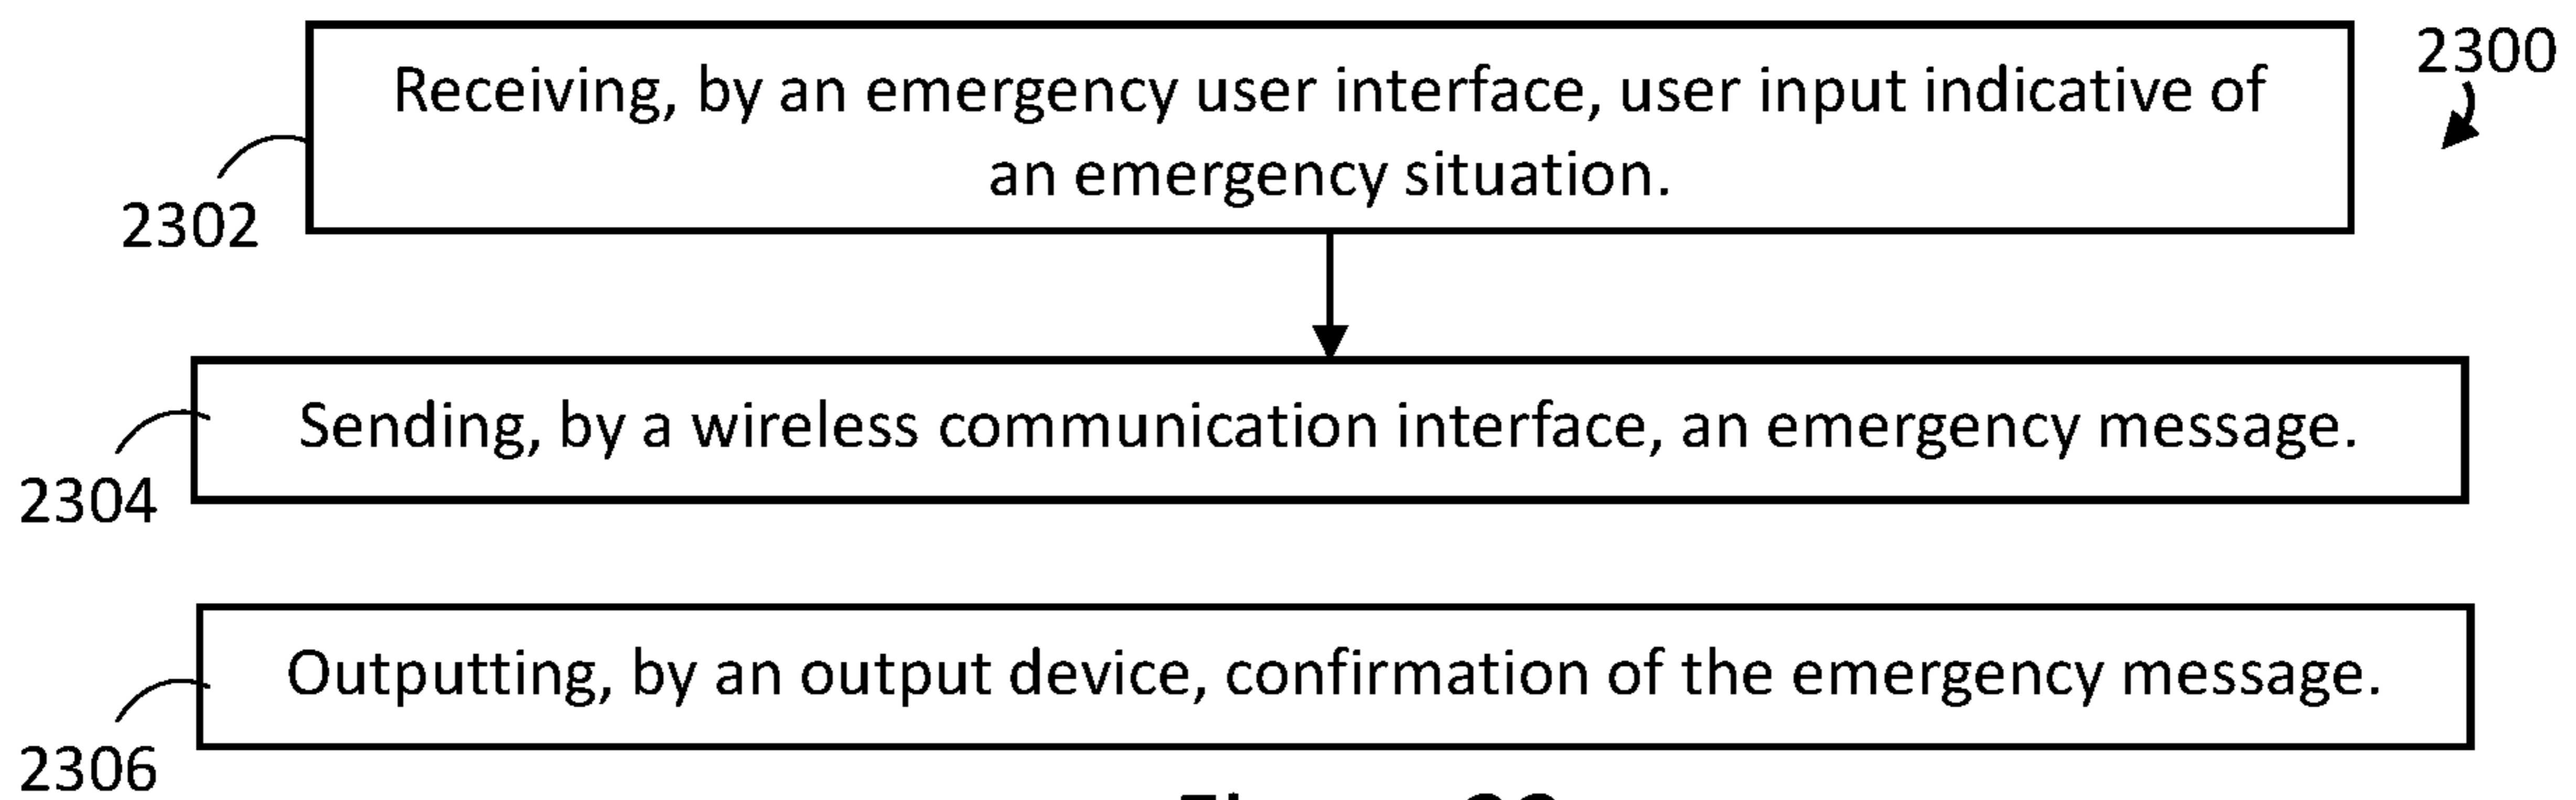 Receiving, by an emergency user interface, user input indicative of
an emergency situation.
2300
2302
Sending, by a wireless communication interface, an emergency message.
2304
Outputting, by an output device, confirmation of the emergency message.
2306